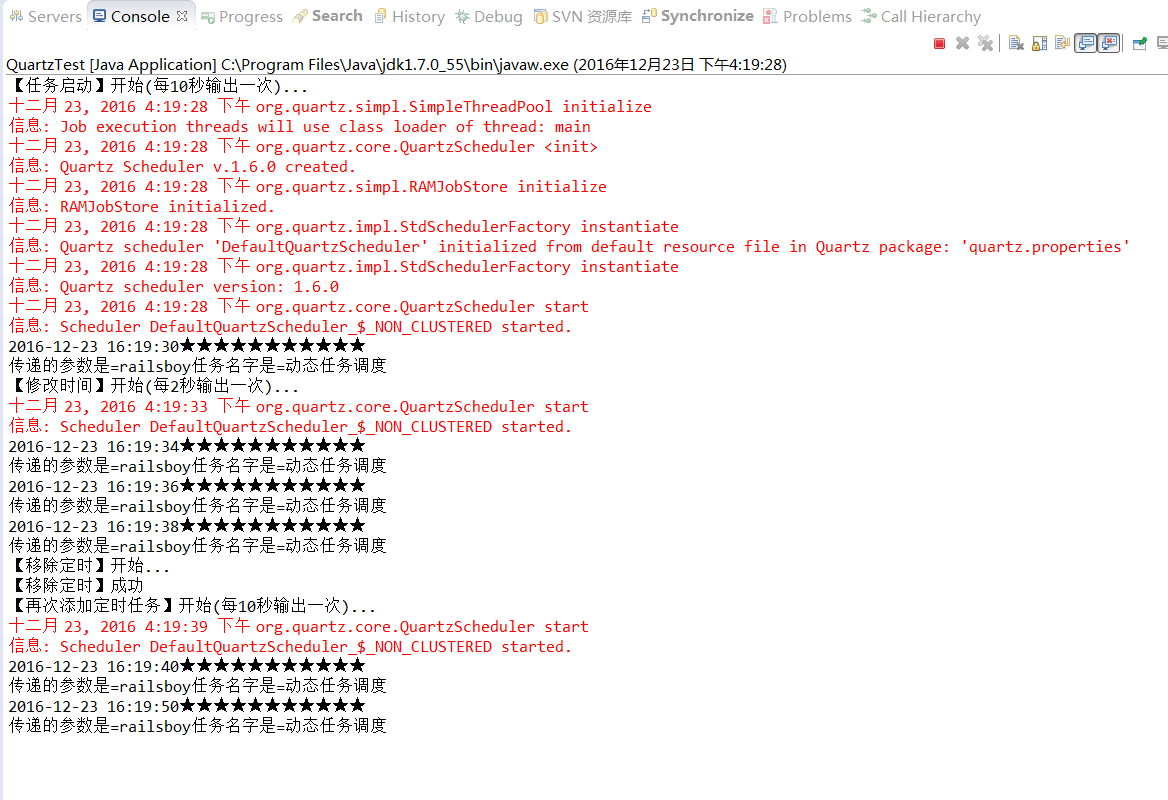 Servers Console Progress Search History Debug SVN 资源库 Synchronize Problems Call Hierarchy
QuartzTest [Java Application] C:\Program Files\Java\jdk1.7.0_55\bin\javaw.exe (2016年12月23日 下午4:19:28)
【任务启动】开始(每10秒输出一次)...
十二月 23, 2016 4:19:28 下午 org.quartz.simpl.SimpleThreadPool initialize
信息: Job execution threads will use class loader of thread: main
十二月 23, 2016 4:19:28 下午 org.quartz.core.QuartzScheduler <init>
信息: Quartz Scheduler v.1.6.0 created.
十二月 23, 2016 4:19:28 下午 org.quartz.simpl.RAMJobStore initialize
信息: RAMJobStore initialized.
十二月 23, 2016 4:19:28 下午 org.quartz.impl.StdSchedulerFactory instantiate
信息: Quartz scheduler 'DefaultQuartzScheduler' initialized from default resource file in Quartz package: 'quartz.properties'
十二月 23, 2016 4:19:28 下午 org.quartz.impl.StdSchedulerFactory instantiate
信息: Quartz scheduler version: 1.6.0
十二月 23, 2016 4:19:28 下午 org.quartz.core.QuartzScheduler start
信息: Scheduler DefaultQuartzScheduler_$_NON_CLUSTERED started.
2016-12-23 16:19:30★★★★★★★★★★★
传递的参数是=railsboy任务名字是=动态任务调度
【修改时间】开始(每2秒输出一次)...
十二月 23, 2016 4:19:33 下午 org.quartz.core.QuartzScheduler start
信息: Scheduler DefaultQuartzScheduler_$_NON_CLUSTERED started.
2016-12-23 16:19:34★★★★★★★★★★★
传递的参数是=railsboy任务名字是=动态任务调度
2016-12-23 16:19:36★★★★★★★★★★★
传递的参数是=railsboy任务名字是=动态任务调度
2016-12-23 16:19:38★★★★★★★★★★★
传递的参数是=railsboy任务名字是=动态任务调度
【移除定时】开始...
【移除定时】成功
【再次添加定时任务】开始(每10秒输出一次)...
十二月 23, 2016 4:19:39 下午 org.quartz.core.QuartzScheduler start
信息: Scheduler DefaultQuartzScheduler_$_NON_CLUSTERED started.
2016-12-23 16:19:40★★★★★★★★★★★
传递的参数是=railsboy任务名字是=动态任务调度
2016-12-23 16:19:50★★★★★★★★★★★
传递的参数是=railsboy任务名字是=动态任务调度